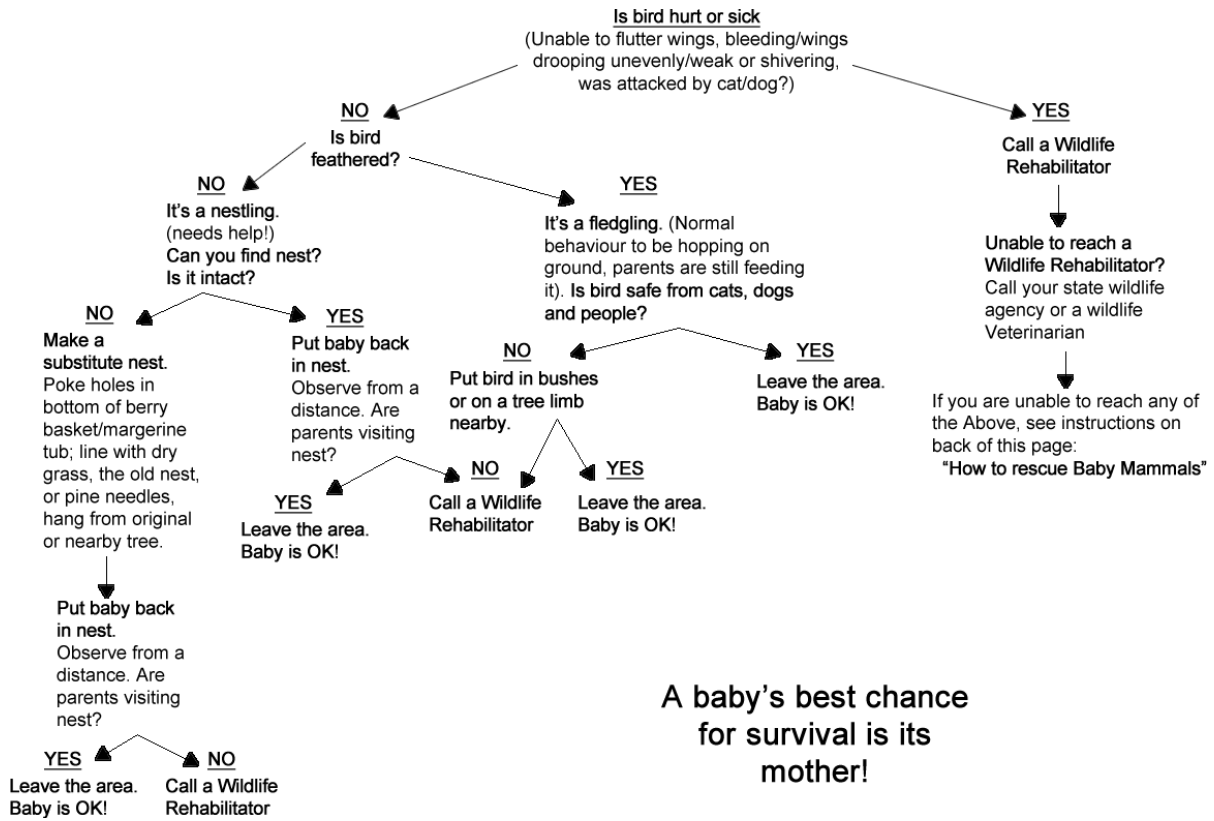 Is bird hurt or sick
(Unable to flutter wings, bleeding/wings
drooping unevenly/weak or shivering,
was attacked by cat/dog?)
NO
Is bird
feathered?
YES
Call a Wildlife
Rehabilitator
Unable to reach a
Wildlife Rehabilitator?
Call your state wildlife
agency or a wildlife
Veterinarian
If you are unable to reach any of
the Above, see instructions on
back of this page:
“How to rescue Baby Mammals”
NO
It’s a nestling.
(needs help!)
Can you find nest?
Is it intact?
YES
It’s a fledgling. (Normal
behaviour to be hopping on
ground, parents are still feeding
it). Is bird safe from cats, dogs
and people?
NO
Make a
substitute nest.
Poke holes in
bottom of berry
basket/margerine
tub; line with dry
grass, the old nest,
or pine needles,
hang from original
or nearby tree.
YES
Put baby back
in nest.
Observe from a
distance. Are
parents visiting
nest?
NO
Put bird in bushes
or on a tree limb
nearby.
YES
Leave the area.
Baby is OK!
YES
Leave the area.
Baby is OK!
NO
Call a Wildlife
Rehabilitator
YES
Leave the area.
Baby is OK!
Put baby back
in nest.
Observe from a
distance. Are
parents visiting
nest?
YES
Leave the area.
Baby is OK!
NO
Call a Wildlife
Rehabilitator
A baby’s best chance
for survival is its
mother!